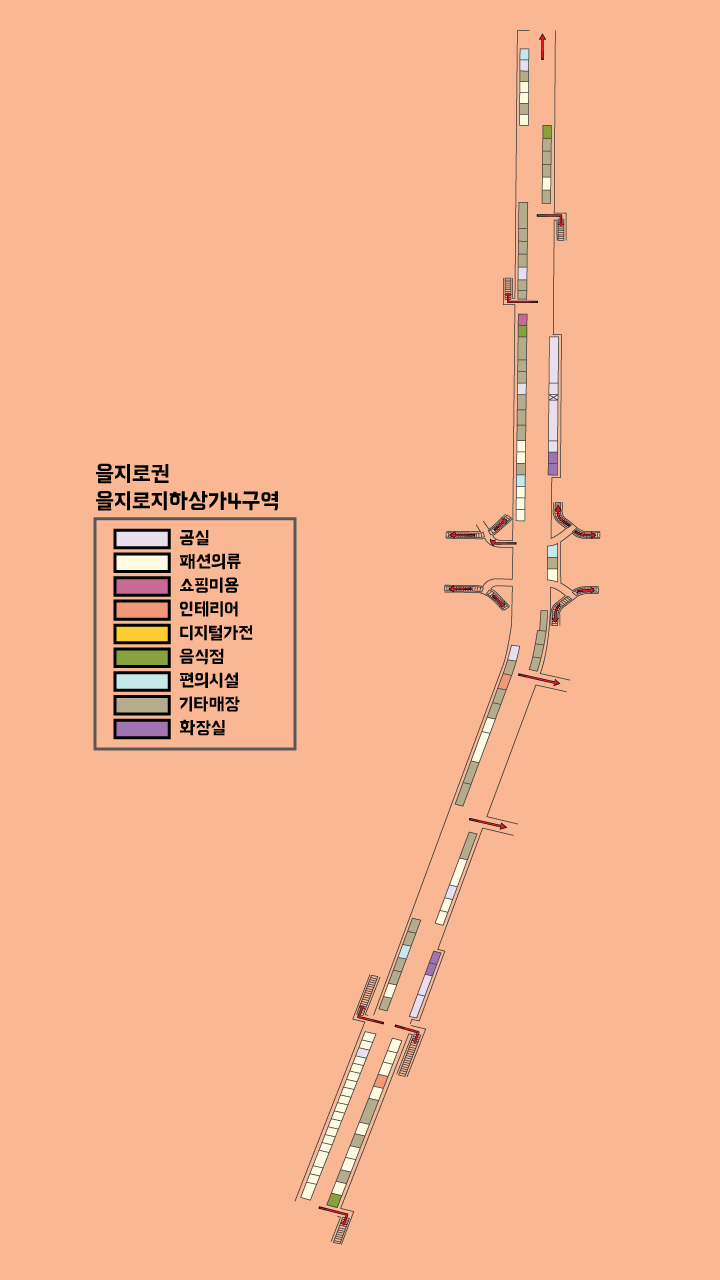 을지로권
을지로지하상가4구역
공실
패션의류
쇼핑미용
인테리어
디지털가전
음식점
편의시설
기타매장
화장실